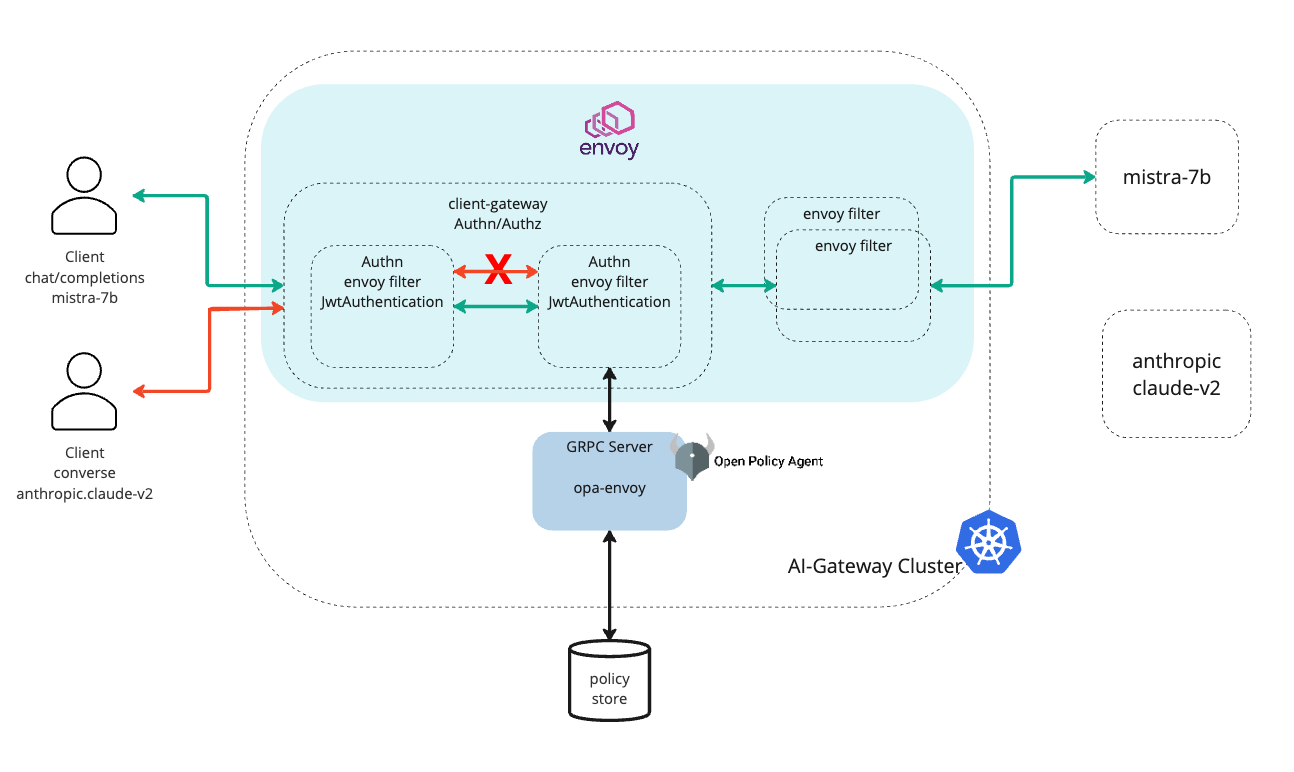 envoy
client-gateway
Authn/Authz
Authn
envoy filter
JwtAuthentication
X
Authn
envoy filter
JwtAuthentication
envoy filter
envoy filter
Client
chat/completions
mistra-7b
Client
converse
anthropic.claude-v2
mistra-7b
anthropic
claude-v2
GRPC Server
opa-envoy
Open Policy Agent
AI-Gateway Cluster
policy
store